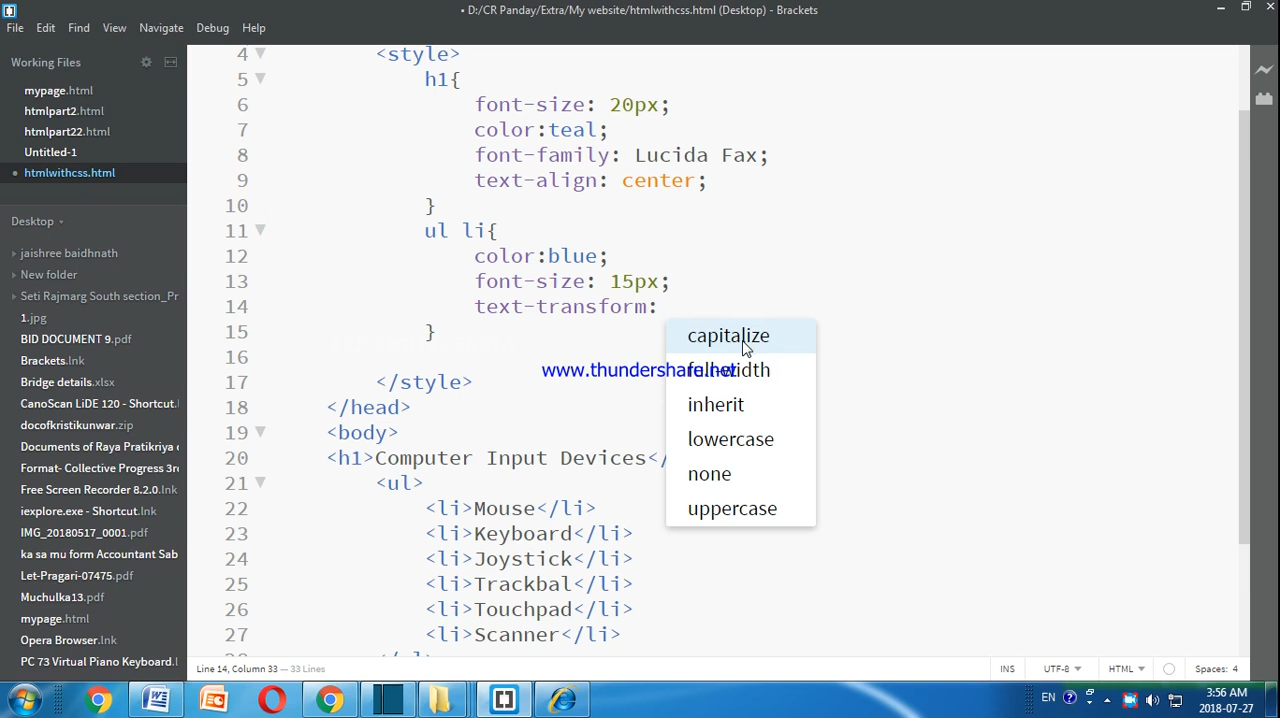 • D:/CR Panday/Extra/My website/htmlwithcss.html (Desktop) - Brackets
File Edit Find View Navigate Debug Help
Working Files
mypage.html
htmlpart2.html
htmlpart22.html
Untitled-1
• htmlwithcss.html
Desktop
jaishree baidhnath
New folder
Seti Rajmarg South section_Pr
1.jpg
BID DOCUMENT 9.pdf
Brackets.lnk
Bridge details.xlsx
CanoScan LiDE 120 - Shortcut.
docofkristikunwar.zip
Documents of Raya Pratikriya
Format- Collective Progress 3r
Free Screen Recorder 8.2.0.lnk
iexplore.exe - Shortcut.lnk
IMG_20180517_0001.pdf
ka sa mu form Accountant Sab
Let-Pragari-07475.pdf
Muchulka13.pdf
mypage.html
Opera Browser.lnk
PC 73 Virtual Piano Keyboard.l
4 <style>
5 h1{
6 font-size: 20px;
7 color:teal;
8 font-family: Lucida Fax;
9 text-align: center;
10 }
11 ul li{
12 color:blue;
13 font-size: 15px;
14 text-transform:
15 }
16
17 </style>
18 </head>
19 <body>
20 <h1>Computer Input Devices</
21 <ul>
22 <li>Mouse</li>
23 <li>Keyboard</li>
24 <li>Joystick</li>
25 <li>Trackbal</li>
26 <li>Touchpad</li>
27 <li>Scanner</li>
capitalize
full-width
inherit
lowercase
none
uppercase
www.thundershare.net
Line 14, Column 33 — 33 Lines
INS UTF-8 HTML Spaces: 4
EN
3:56 AM
2018-07-27